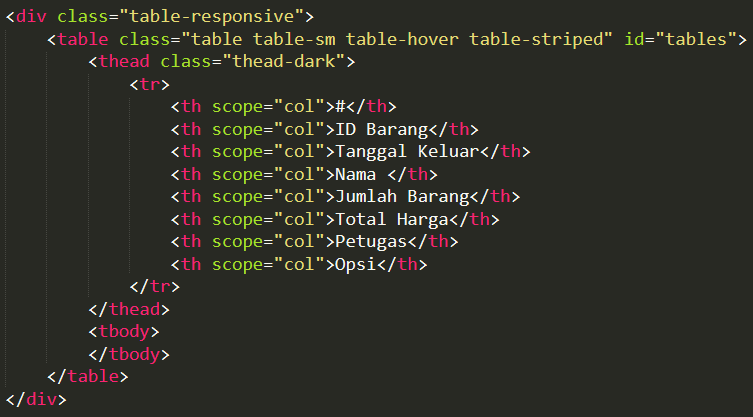 <div class="table-responsive">
    <table class="table table-sm table-hover table-striped" id="tables">
        <thead class="thead-dark">
            <tr>
                <th scope="col">#</th>
                <th scope="col">ID Barang</th>
                <th scope="col">Tanggal Keluar</th>
                <th scope="col">Nama </th>
                <th scope="col">Jumlah Barang</th>
                <th scope="col">Total Harga</th>
                <th scope="col">Petugas</th>
                <th scope="col">Opsi</th>
            </tr>
        </thead>
        <tbody>
        </tbody>
    </table>
</div>